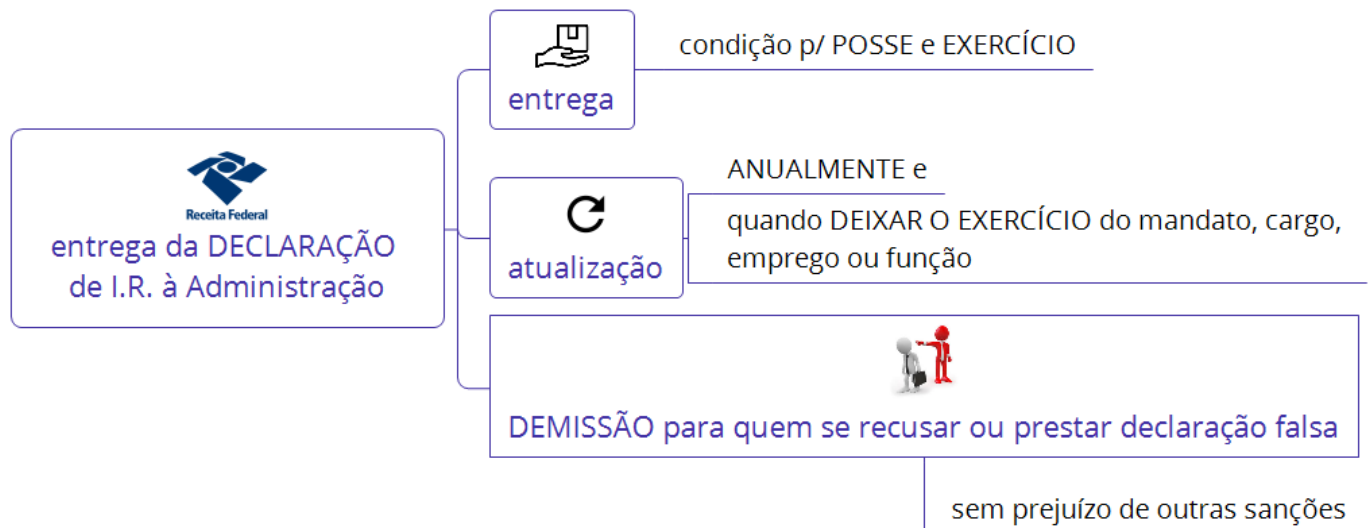 entrega
condição p/ POSSE e EXERCÍCIO
Receita Federal
entrega da DECLARAÇÃO
de I.R. à Administração
atualização
ANUALMENTE e
quando DEIXAR O EXERCÍCIO do mandato, cargo,
emprego ou função
DEMISSÃO para quem se recusar ou prestar declaração falsa
sem prejuízo de outras sanções